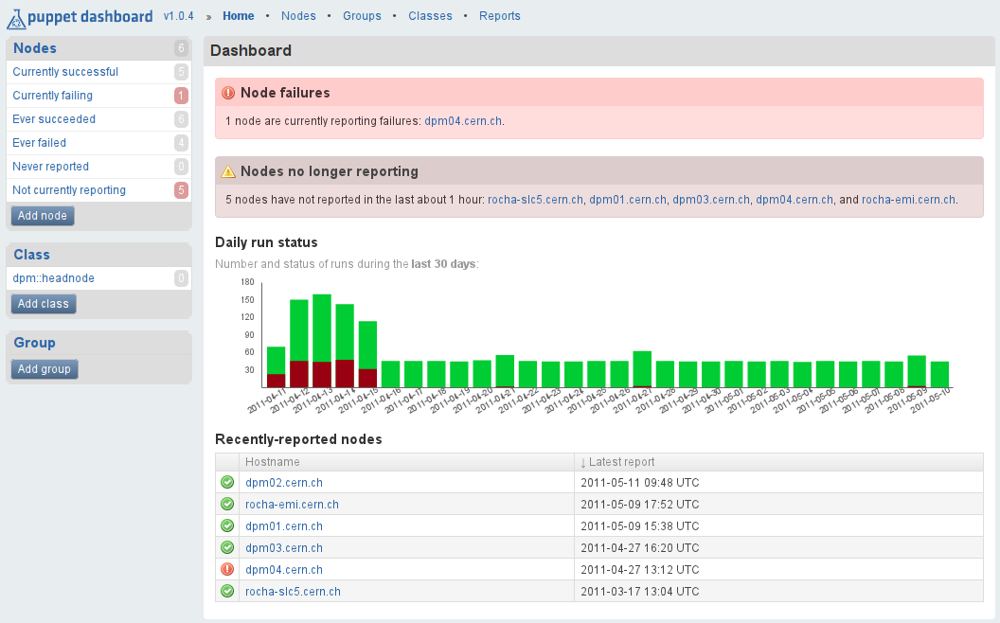 puppet dashboard v1.0.4 » Home • Nodes • Groups • Classes • Reports
Nodes 6
Currently successful 5
Currently failing 1
Ever succeeded 6
Ever failed 4
Never reported 0
Not currently reporting 5
Add node
Class
dpm::headnode 0
Add class
Group
Add group
Dashboard
Node failures
1 node are currently reporting failures: dpm04.cern.ch.
Nodes no longer reporting
5 nodes have not reported in the last about 1 hour: rocha-slc5.cern.ch, dpm01.cern.ch, dpm03.cern.ch, dpm04.cern.ch, and rocha-emi.cern.ch.
Daily run status
Number and status of runs during the last 30 days:
180
150
120
90
60
30
2011-04-11 2011-04-12 2011-04-13 2011-04-14 2011-04-15 2011-04-16 2011-04-17 2011-04-18 2011-04-19 2011-04-20 2011-04-21 2011-04-22 2011-04-23 2011-04-24 2011-04-25 2011-04-26 2011-04-27 2011-04-28 2011-04-29 2011-04-30 2011-05-01 2011-05-02 2011-05-03 2011-05-04 2011-05-05 2011-05-06 2011-05-07 2011-05-08 2011-05-09 2011-05-10
Recently-reported nodes
Hostname ↓ Latest report
dpm02.cern.ch 2011-05-11 09:48 UTC
rocha-emi.cern.ch 2011-05-09 17:52 UTC
dpm01.cern.ch 2011-05-09 15:38 UTC
dpm03.cern.ch 2011-04-27 16:20 UTC
dpm04.cern.ch 2011-04-27 13:12 UTC
rocha-slc5.cern.ch 2011-03-17 13:04 UTC